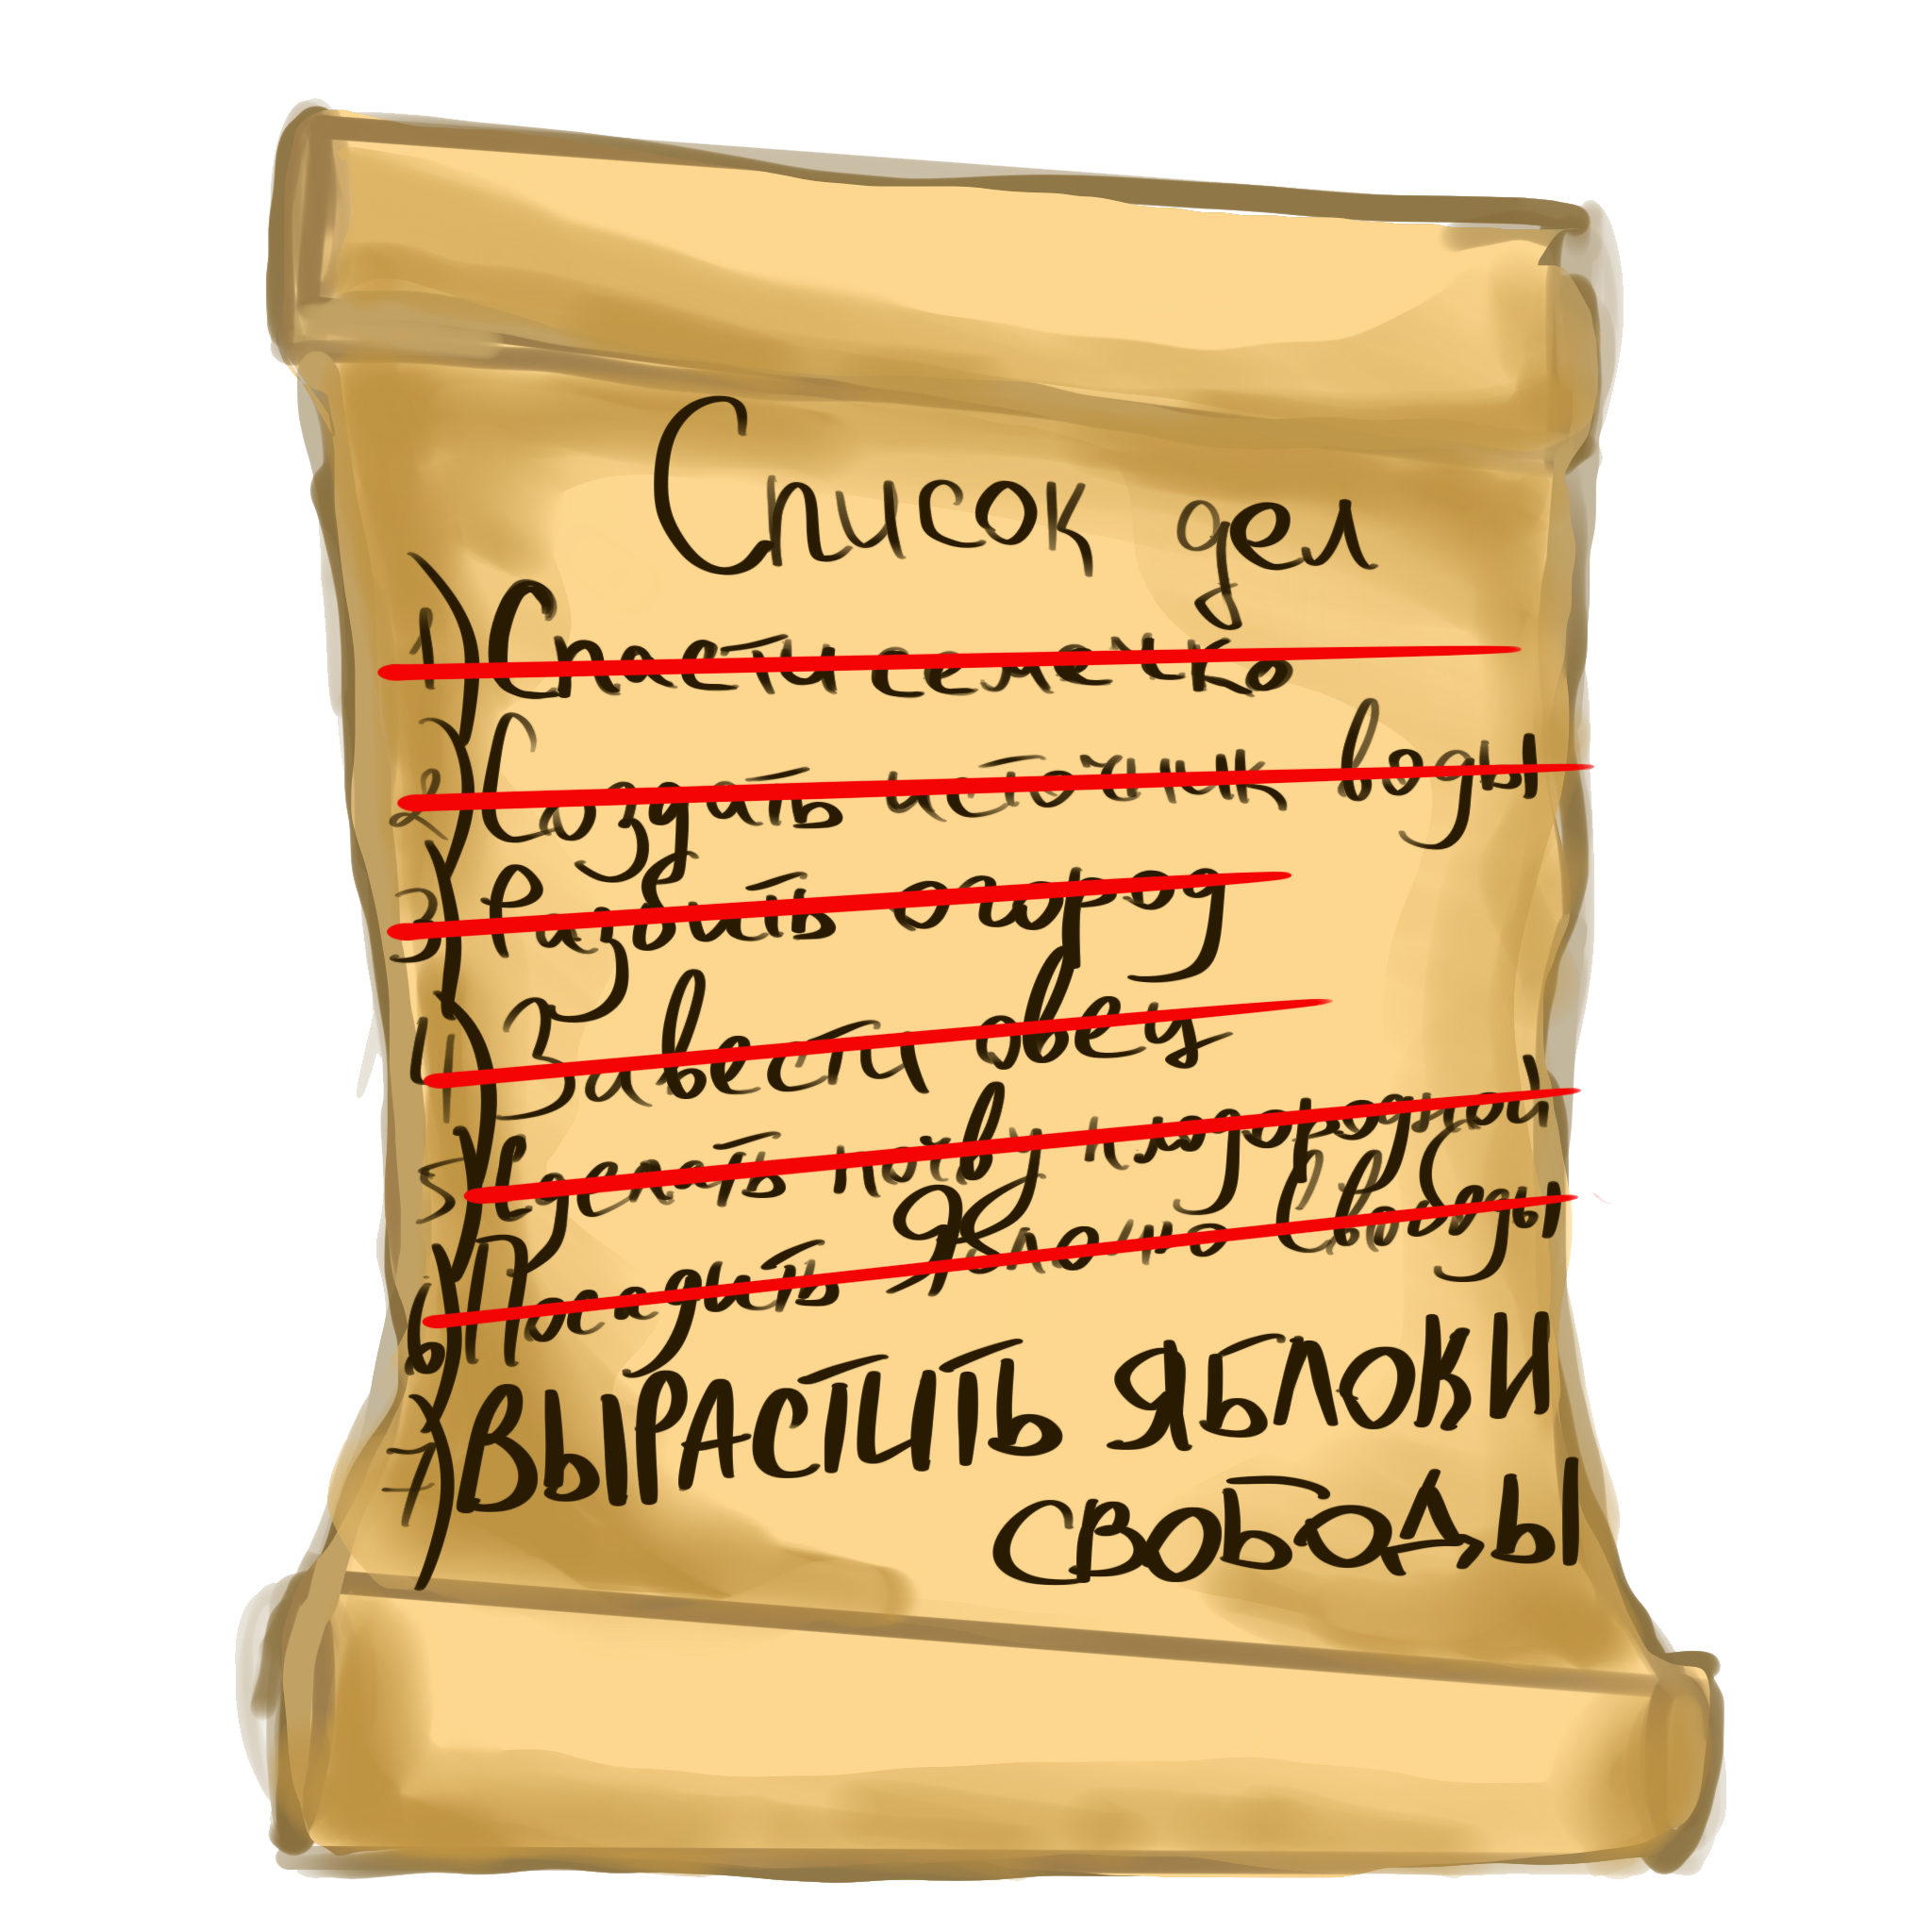 Список дел
1) Спасти семечко
2) Создать источник воды
3) Разбить огород
4) Завести овец
5) Сделать почву плодородной
6) Посадить Яблочко Свободы
7) ВЫРАСТИТЬ ЯБЛОКИ
СВОБОДЫ